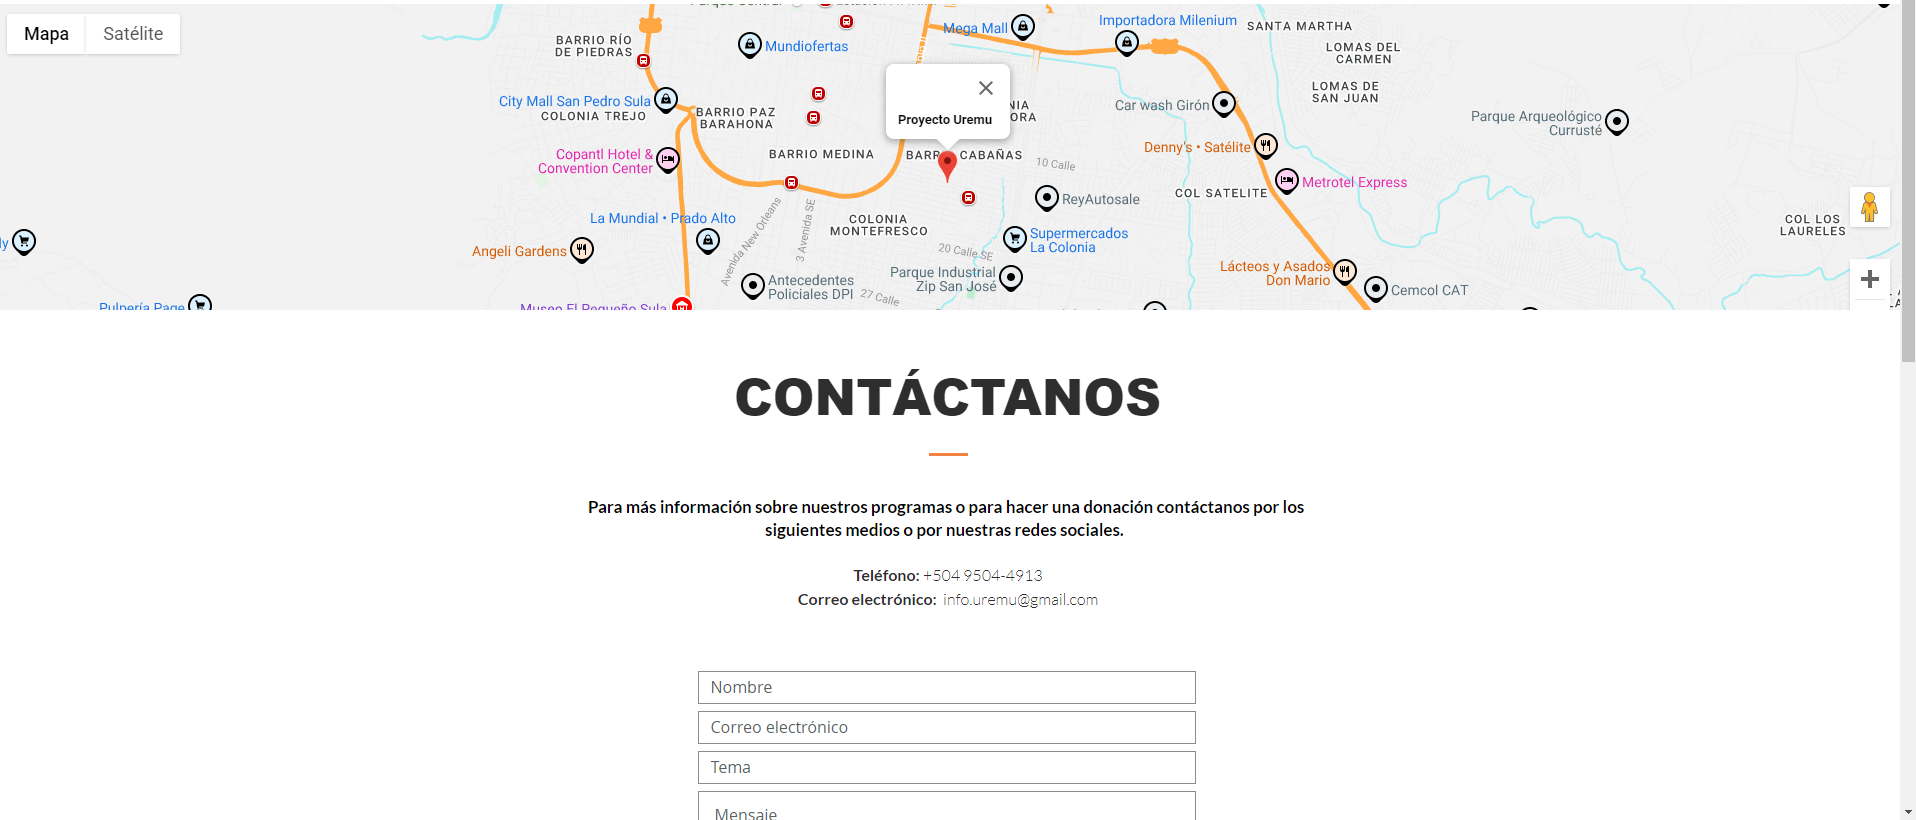 Mapa
Satélite
BARRIO RÍO
DE PIEDRAS
Mundiofertas
Mega Mall
Importadora Milenium
SANTA MARTHA
LOMAS DEL
CARMEN
LOMAS DE
SAN JUAN
City Mall San Pedro Sula
COLONIA TREJO
BARRIO PAZ
BARAHONA
Proyecto Uremu
Car wash Girón
Parque Arqueológico
Currusté
Copantl Hotel &
Convention Center
BARRIO MEDINA
CABAÑAS
10 Calle
Denny's • Satélite
COL SATELITE
Metrotel Express
ReyAutosale
La Mundial • Prado Alto
Avenida New Orleans
3 Avenida SE
COLONIA
MONTEFRESCO
COL LOS
LAURELES
Angeli Gardens
20 Calle SE
Supermercados
La Colonia
Parque Industrial
Zip San José
Lácteos y Asados
Don Mario
Cemcol CAT
Antecedentes
Policiales DPI
27 Calle
Pulpería Page
Museo El Pequeño Sula
CONTÁCTANOS
Para más información sobre nuestros programas o para hacer una donación contáctanos por los
siguientes medios o por nuestras redes sociales.
Teléfono: +504 9504-4913
Correo electrónico: info.uremu@gmail.com
Nombre
Correo electrónico
Tema
Mensaje